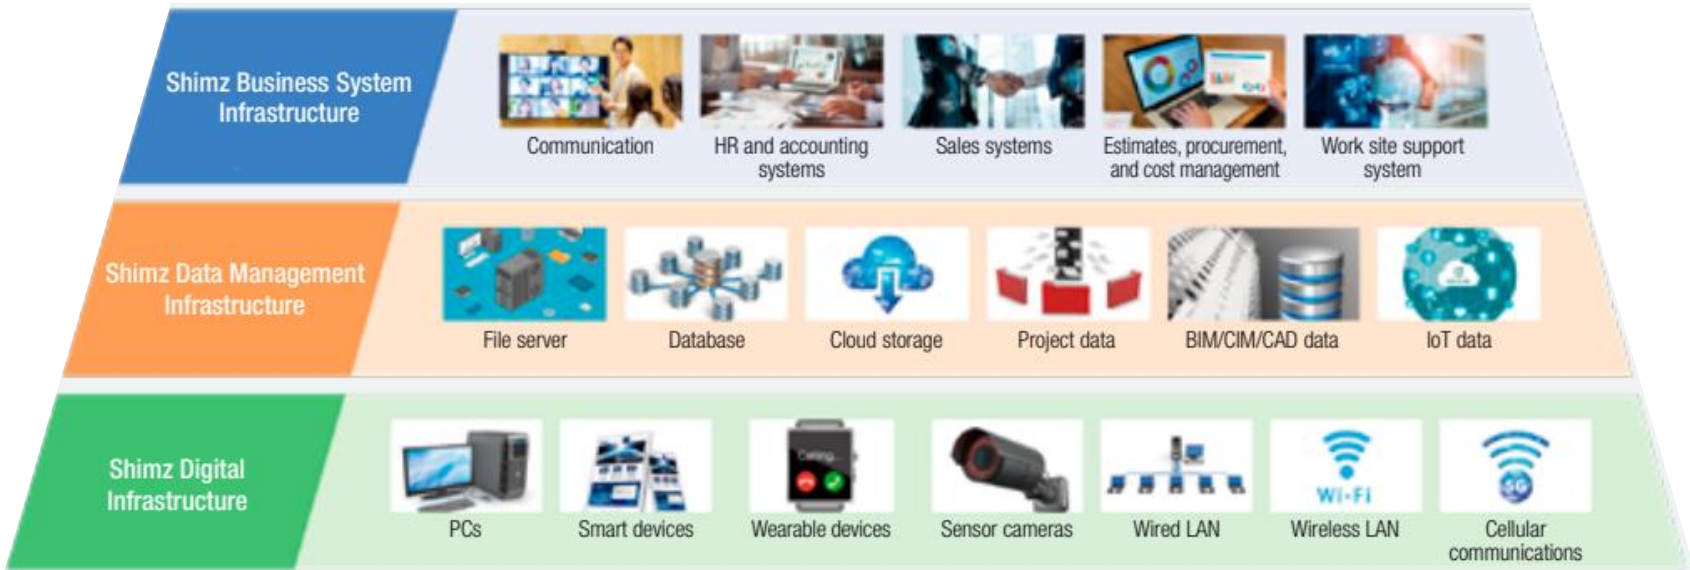 Shimz Business System
Infrastructure
Communication
HR and accounting
systems
Sales systems
Estimates, procurement,
and cost management
Work site support
system
Shimz Data Management
Infrastructure
File server
Database
Cloud storage
Project data
BIM/CIM/CAD data
IoT data
Shimz Digital
Infrastructure
Calling...
Wi-Fi
5G
PCs
Smart devices
Wearable devices
Sensor cameras
Wired LAN
Wireless LAN
Cellular
communications